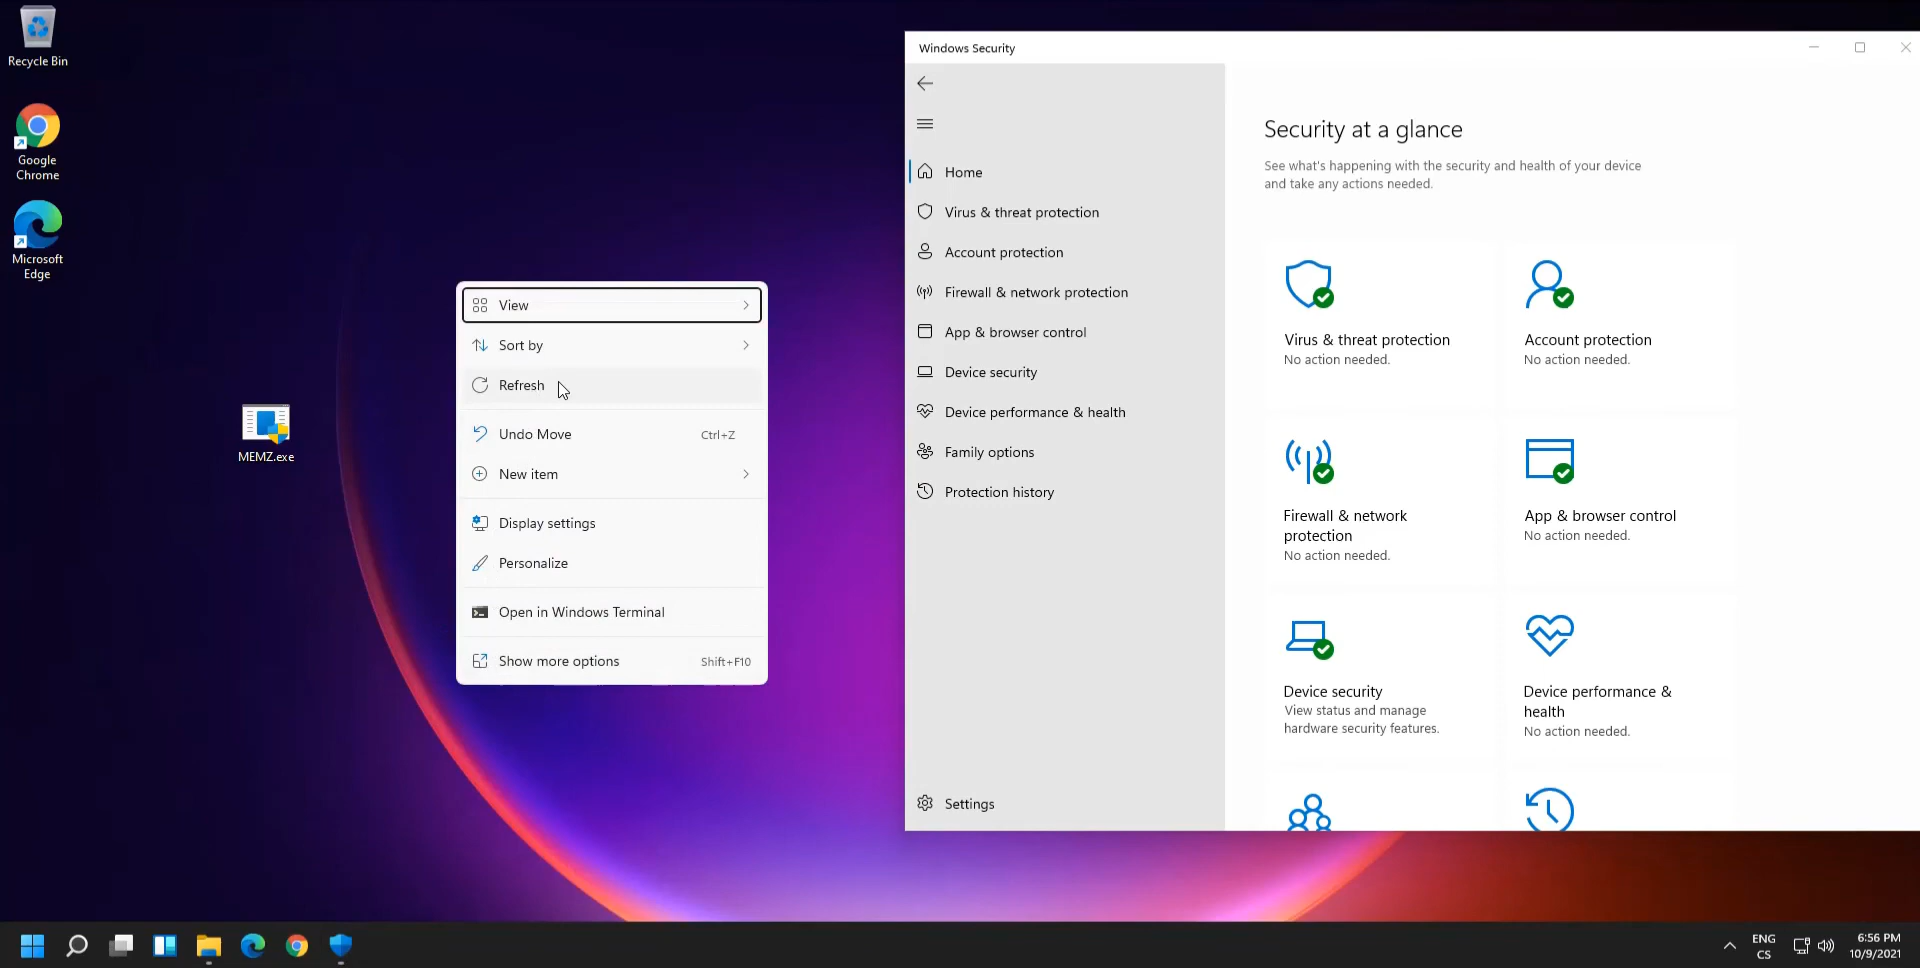 Recycle Bin
Google
Chrome
Microsoft
Edge
MEMZ.exe
View
Sort by
Refresh
Undo Move Ctrl+Z
New item
Display settings
Personalize
Open in Windows Terminal
Show more options Shift+F10
Windows Security
Home
Virus & threat protection
Account protection
Firewall & network protection
App & browser control
Device security
Device performance & health
Family options
Protection history
Settings
Security at a glance
See what's happening with the security and health of your device
and take any actions needed.
Virus & threat protection
No action needed.
Account protection
No action needed.
Firewall & network
protection
No action needed.
App & browser control
No action needed.
Device security
View status and manage
hardware security features.
Device performance &
health
No action needed.
ENG
CS
6:56 PM
10/9/2021